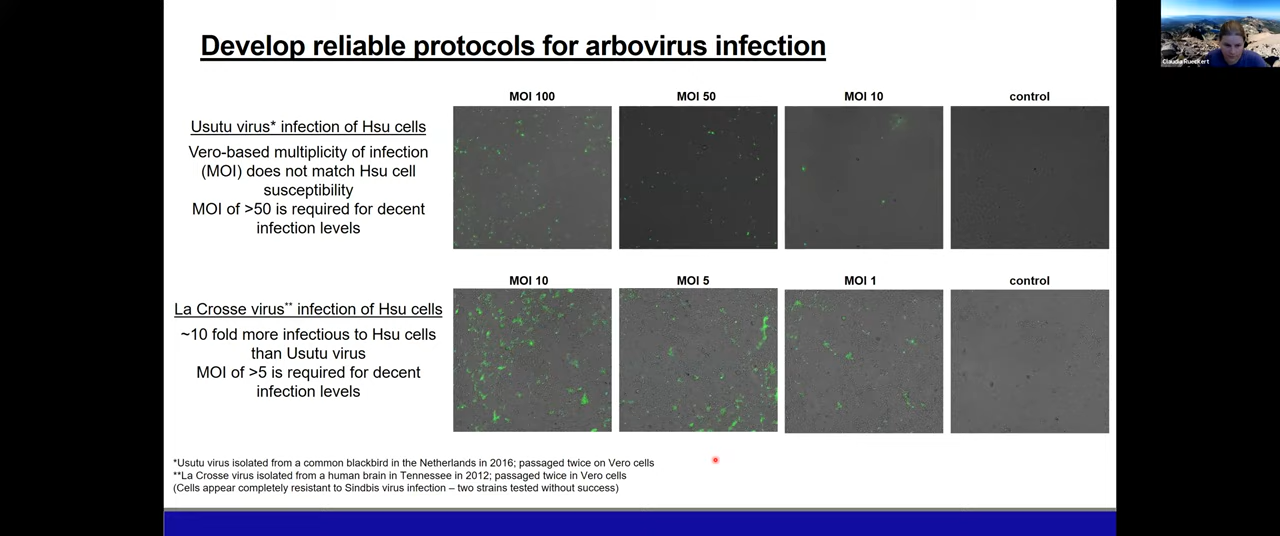 Develop reliable protocols for arbovirus infection
Claudia Rueckert
MOI 100
MOI 50
MOI 10
control
Usutu virus* infection of Hsu cells
Vero-based multiplicity of infection
(MOI) does not match Hsu cell
susceptibility
MOI of >50 is required for decent
infection levels
MOI 10
MOI 5
MOI 1
control
La Crosse virus** infection of Hsu cells
~10 fold more infectious to Hsu cells
than Usutu virus
MOI of >5 is required for decent
infection levels
*Usutu virus isolated from a common blackbird in the Netherlands in 2016; passaged twice on Vero cells
**La Crosse virus isolated from a human brain in Tennessee in 2012; passaged twice in Vero cells
(Cells appear completely resistant to Sindbis virus infection – two strains tested without success)